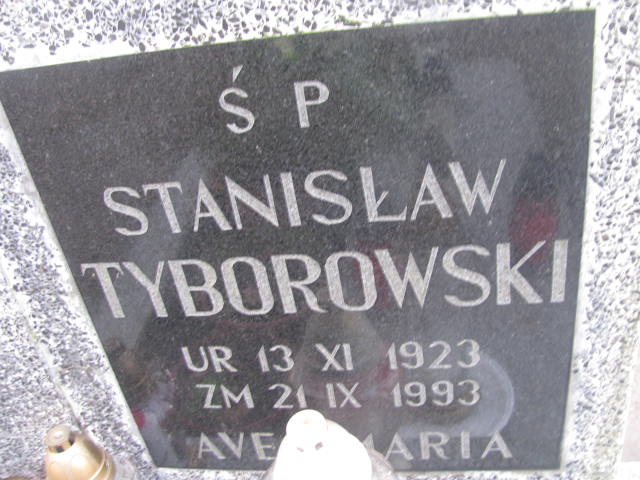 Ś P
STANISŁAW
TYBOROWSKI
UR 13 XI 1923
ZM 21 IX 1993
AVE MARIA